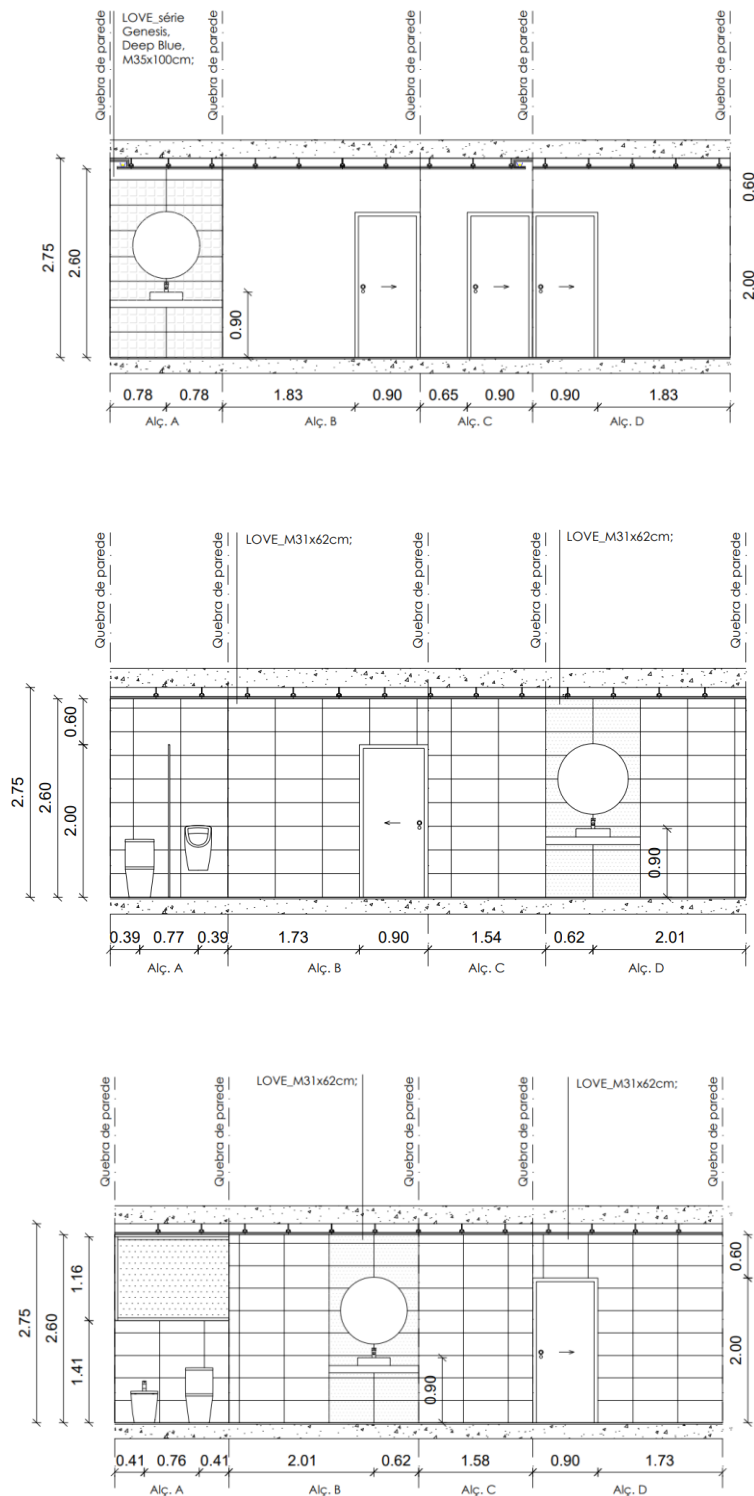 LOVE_série
Genesis,
Deep Blue,
M35x100cm;
Quebra de parede
Quebra de parede
Quebra de parede
Quebra de parede
Quebra de parede
2.75
2.60
0.90
0.60
2.00
0.78
0.78
1.83
0.90
0.65
0.90
0.90
1.83
Alç. A
Alç. B
Alç. C
Alç. D
LOVE_M31x62cm;
LOVE_M31x62cm;
Quebra de parede
Quebra de parede
Quebra de parede
Quebra de parede
Quebra de parede
2.75
2.60
0.60
2.00
0.90
0.39
0.77
0.39
1.73
0.90
1.54
0.62
2.01
Alç. A
Alç. B
Alç. C
Alç. D
LOVE_M31x62cm;
LOVE_M31x62cm;
Quebra de parede
Quebra de parede
Quebra de parede
Quebra de parede
Quebra de parede
2.75
2.60
1.16
1.41
0.90
0.60
2.00
0.41
0.76
0.41
2.01
0.62
1.58
0.90
1.73
Alç. A
Alç. B
Alç. C
Alç. D